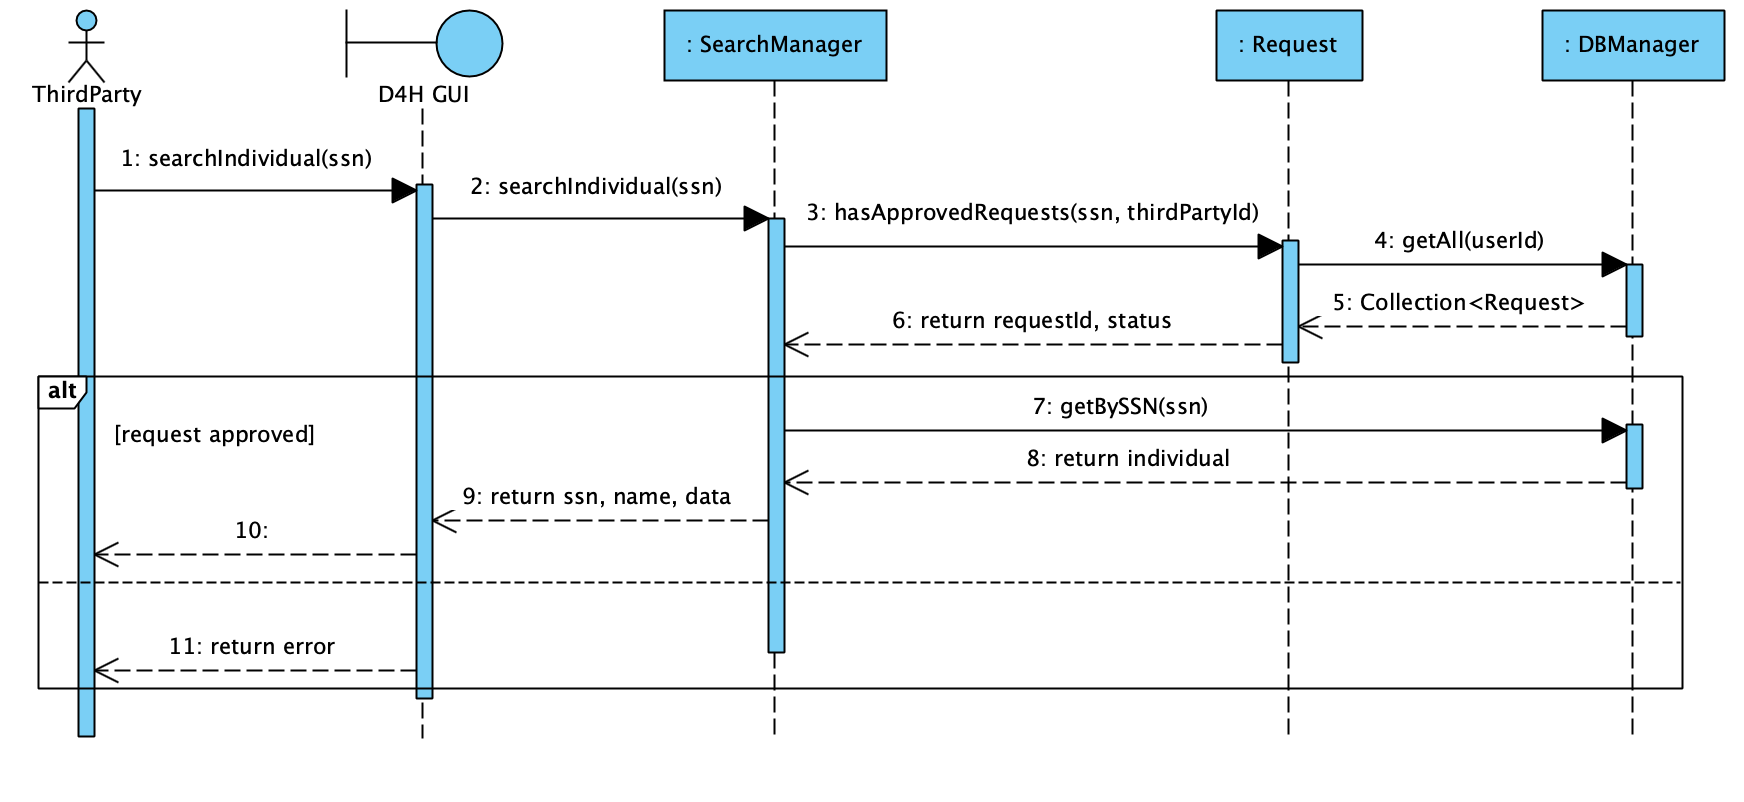 ThirdParty
D4H GUI
: SearchManager
: Request
: DBManager
1: searchIndividual(ssn)
2: searchIndividual(ssn)
3: hasApprovedRequests(ssn, thirdPartyId)
4: getAll(userId)
5: Collection<Request>
6: return requestId, status
alt
[request approved]
7: getBySSN(ssn)
8: return individual
9: return ssn, name, data
10:
11: return error